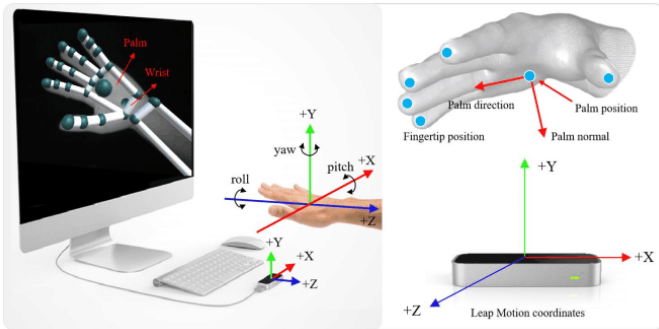 Palm
Wrist
+Y
yaw
+X
pitch
roll
+Z
+Y
+X
+Z
Palm direction
Palm position
Fingertip position
Palm normal
+Y
+X
+Z
Leap Motion coordinates